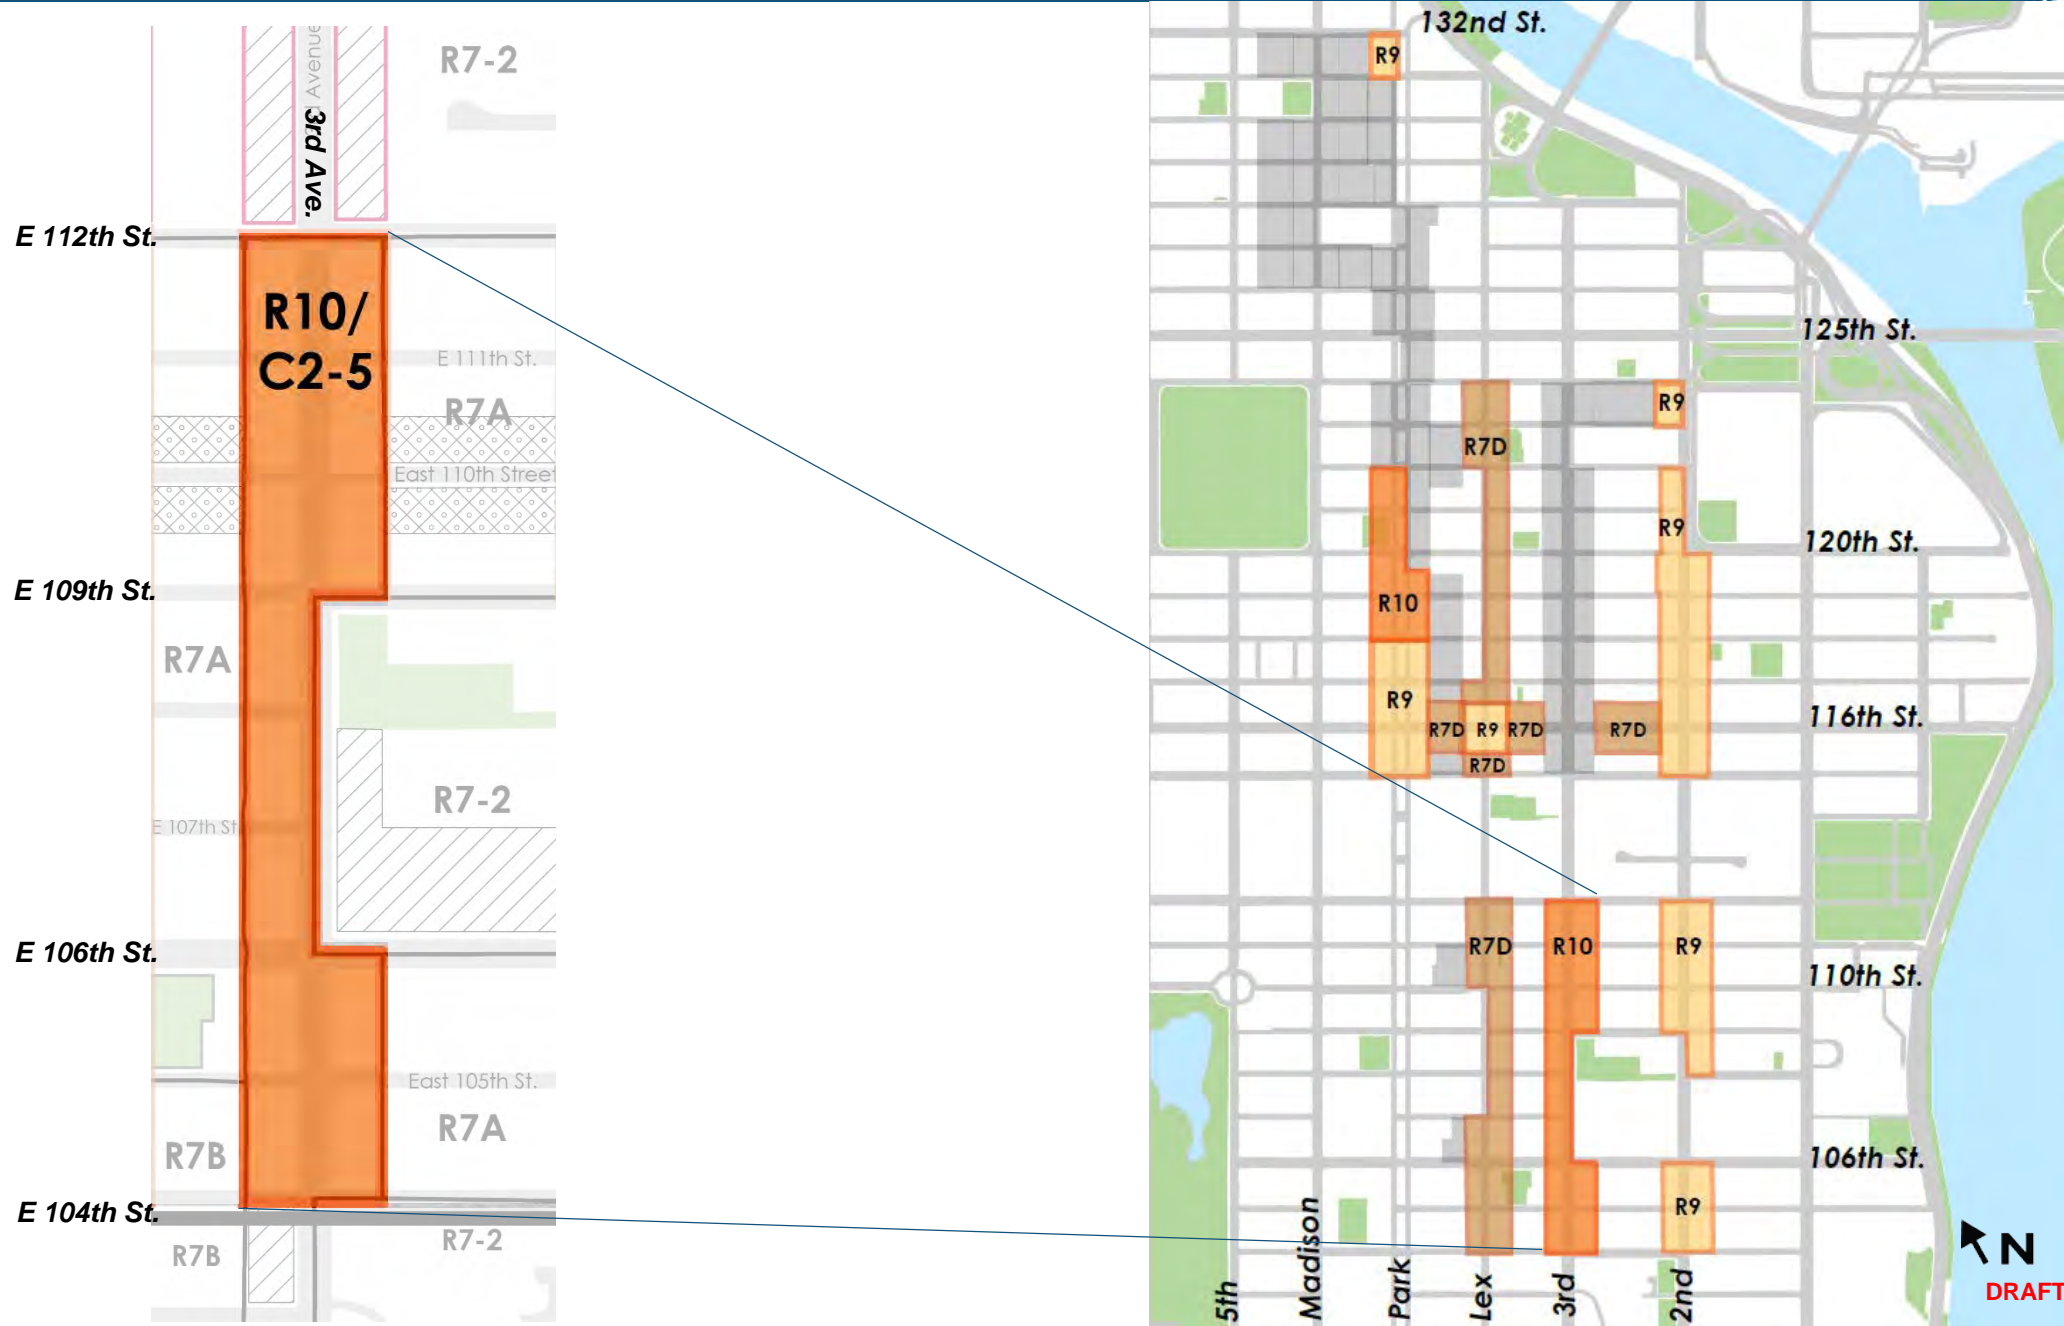 R7-2
3rd Avenue
3rd Ave.
E 112th St.
R10/
C2-5
E 111th St.
R7A
East 110th Street
E 109th St.
R7A
R7-2
E 107th St
E 106th St.
East 105th St.
R7A
R7B
E 104th St.
R7B
R7-2
132nd St.
R9
125th St.
R9
R7D
R9
120th St.
R10
R9
116th St.
R7D
R9
R7D
R7D
R7D
R7D
R10
R9
110th St.
106th St.
R9
5th
Madison
Park
Lex
3rd
2nd
N
DRAFT